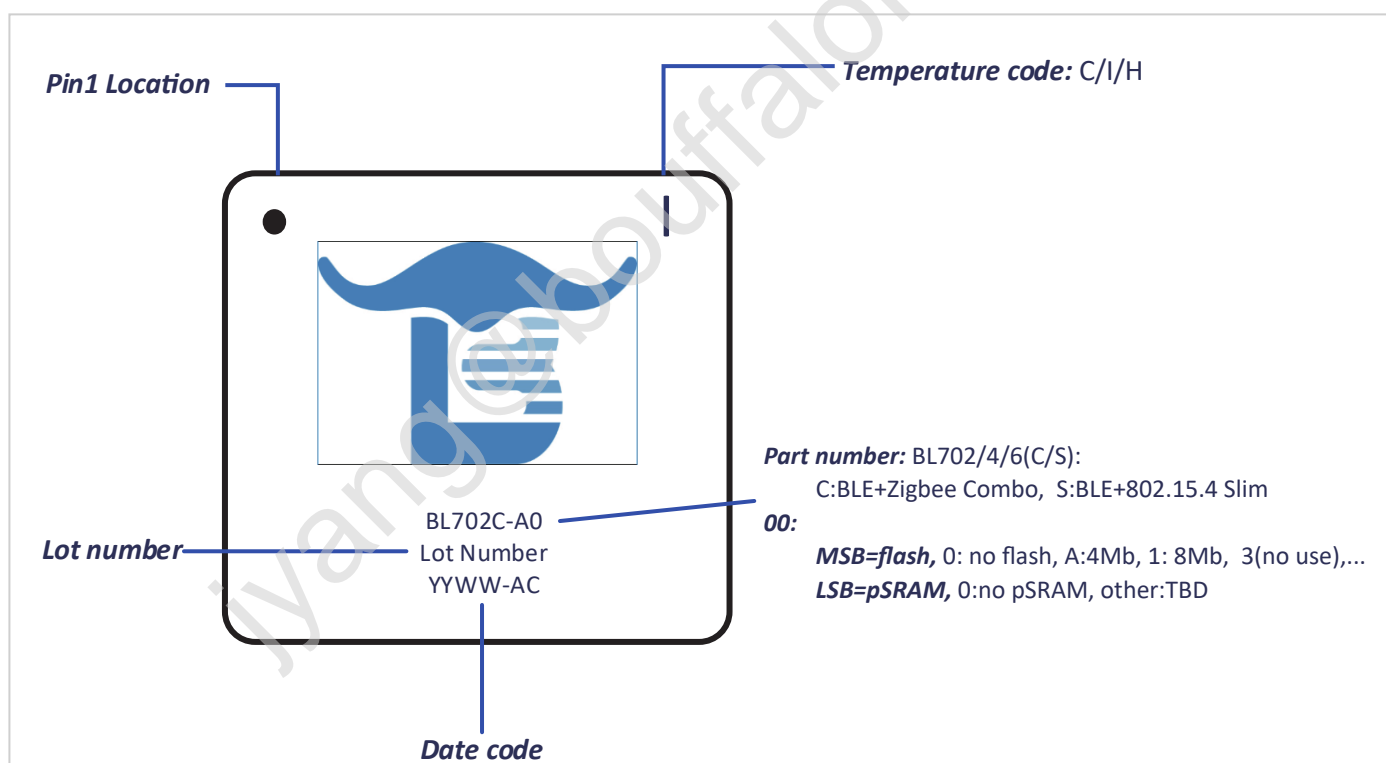 Pin1 Location
Temperature code: C/I/H
I
BL702C-A0
Lot Number
YYWW-AC
Part number: BL702/4/6(C/S):
C:BLE+Zigbee Combo, S:BLE+802.15.4 Slim
00:
MSB=flash, 0: no flash, A:4Mb, 1: 8Mb, 3(no use),...
LSB=pSRAM, 0:no pSRAM, other:TBD
Lot number
Date code
jyang@bouffalo